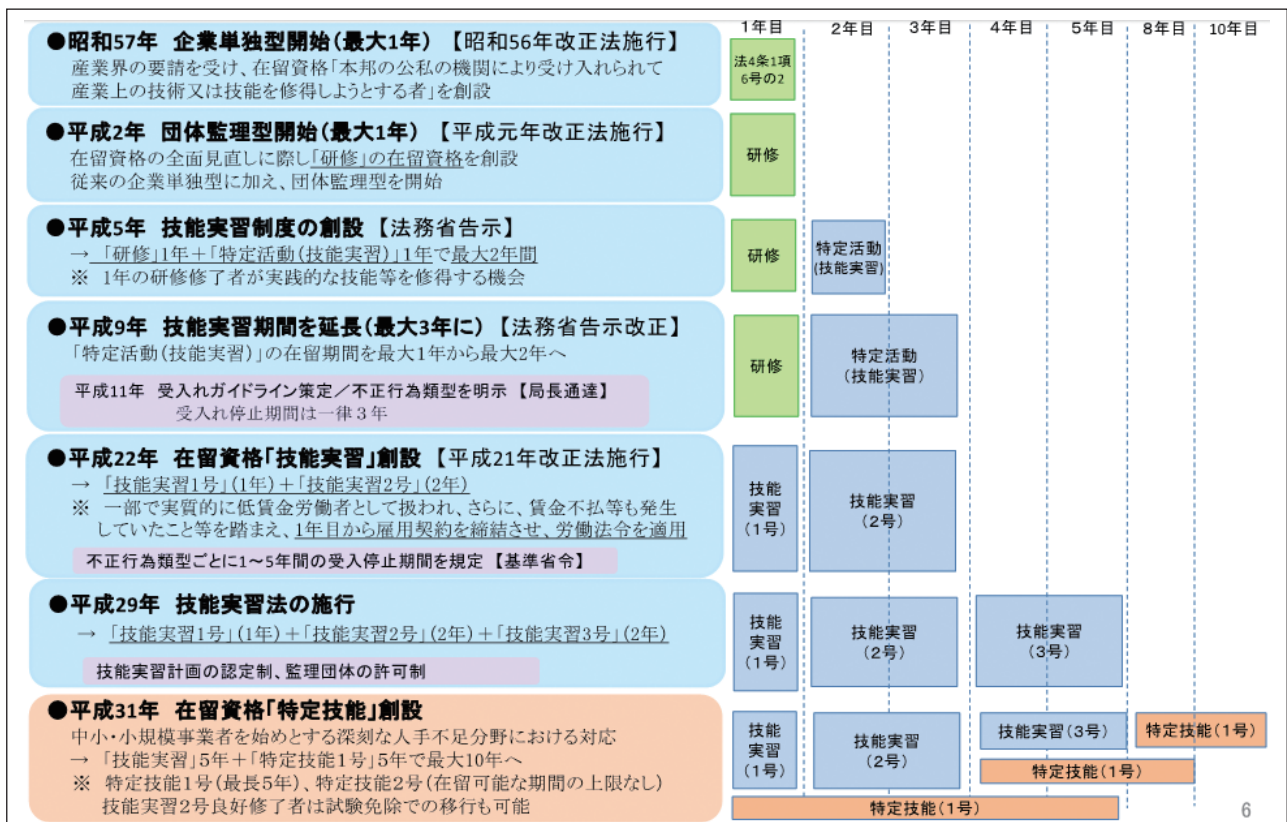 1年目 2年目 3年目 4年目 5年目 8年目 10年目
●昭和57年 企業単独型開始(最大1年) 【昭和56年改正法施行】
産業界の要請を受け、在留資格「本邦の公私の機関により受け入れられて
産業上の技術又は技能を修得しようとする者」を創設
法4条1項
6号の2
●平成2年 団体監理型開始(最大1年) 【平成元年改正法施行】
在留資格の全面見直しに際し「研修」の在留資格を創設
従来の企業単独型に加え、団体監理型を開始
研修
●平成5年 技能実習制度の創設 【法務省告示】
→ 「研修」1年+「特定活動(技能実習)」1年で最大2年間
※ 1年の研修修了者が実践的な技能等を修得する機会
研修
特定活動
(技能実習)
●平成9年 技能実習期間を延長(最大3年に) 【法務省告示改正】
「特定活動(技能実習)」の在留期間を最大1年から最大2年へ
平成11年 受入れガイドライン策定/不正行為類型を明示 【局長通達】
受入れ停止期間は一律3年
研修
特定活動
(技能実習)
●平成22年 在留資格「技能実習」創設 【平成21年改正法施行】
→ 「技能実習1号」(1年)+「技能実習2号」(2年)
※ 一部で実質的に低賃金労働者として扱われ、さらに、賃金不払等も発生
していたこと等を踏まえ、1年目から雇用契約を締結させ、労働法令を適用
不正行為類型ごとに1~5年間の受入停止期間を規定 【基準省令】
技能
実習
(1号)
技能実習
(2号)
●平成29年 技能実習法の施行
→ 「技能実習1号」(1年)+「技能実習2号」(2年)+「技能実習3号」(2年)
技能実習計画の認定制、監理団体の許可制
技能
実習
(1号)
技能実習
(2号)
技能実習
(3号)
●平成31年 在留資格「特定技能」創設
中小・小規模事業者を始めとする深刻な人手不足分野における対応
→ 「技能実習」5年+「特定技能1号」5年で最大10年へ
※ 特定技能1号(最長5年)、特定技能2号(在留可能な期間の上限なし)
技能実習2号良好修了者は試験免除での移行も可能
技能
実習
(1号)
技能実習
(2号)
技能実習(3号)
特定技能(1号)
特定技能(1号)
特定技能(1号)
6